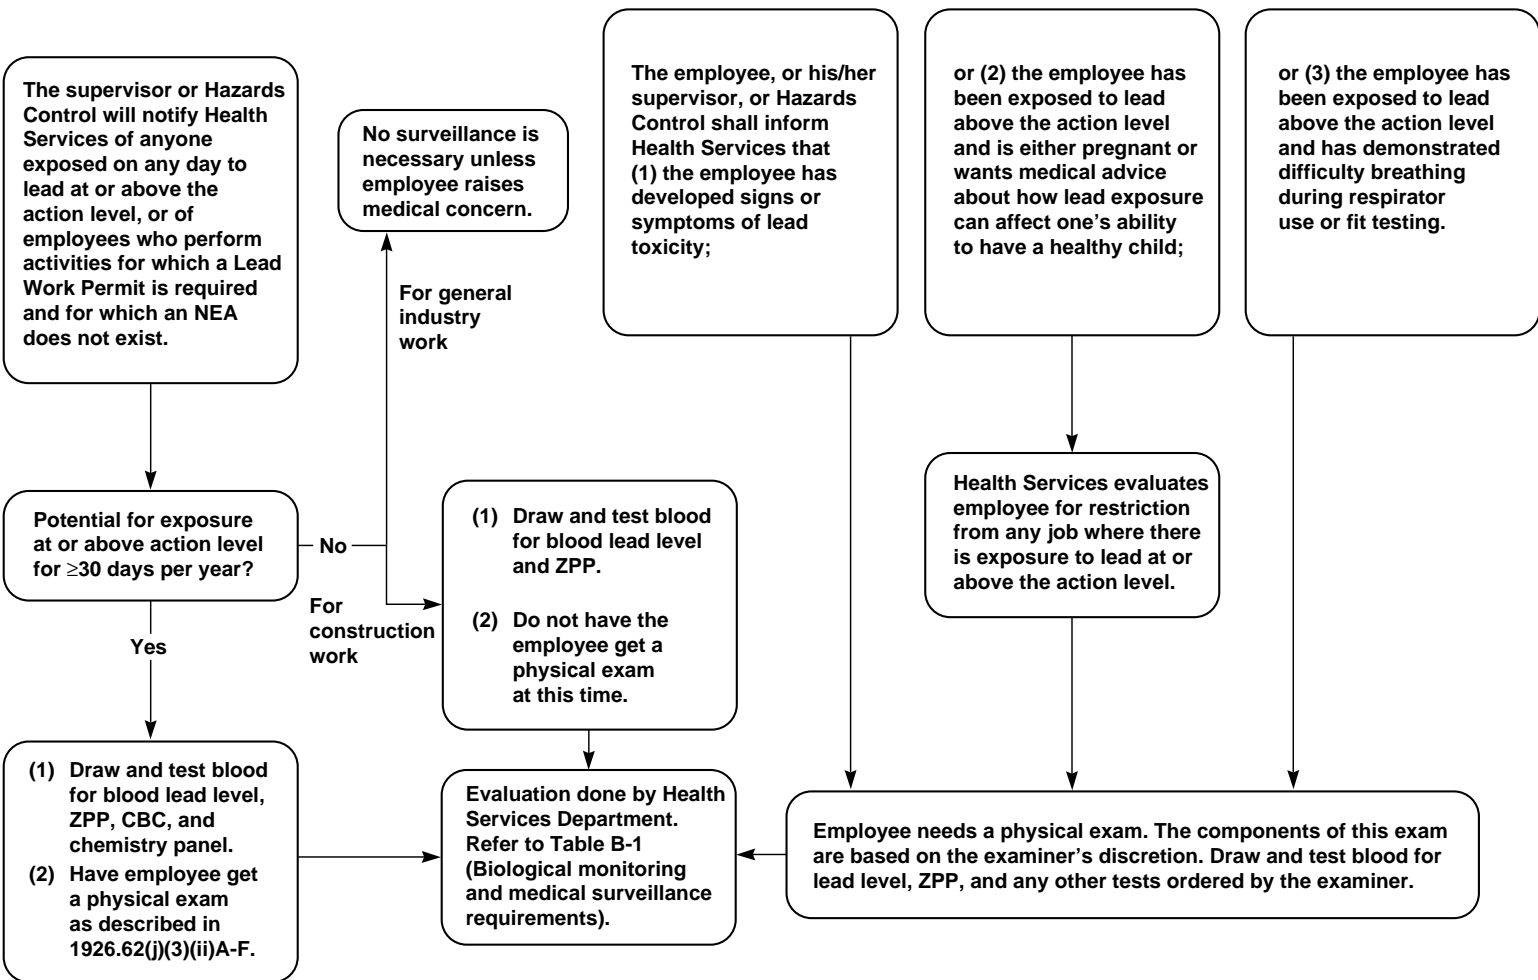 The supervisor or Hazards
Control will notify Health
Services of anyone
exposed on any day to
lead at or above the
action level, or of
employees who perform
activities for which a Lead
Work Permit is required
and for which an NEA
does not exist.
No surveillance is
necessary unless
employee raises
medical concern.
The employee, or his/her
supervisor, or Hazards
Control shall inform
Health Services that
(1) the employee has
developed signs or
symptoms of lead
toxicity;
or (2) the employee has
been exposed to lead
above the action level
and is either pregnant or
wants medical advice
about how lead exposure
can affect one’s ability
to have a healthy child;
or (3) the employee has
been exposed to lead
above the action level
and has demonstrated
difficulty breathing
during respirator
use or fit testing.
For general
industry
work
Potential for exposure
at or above action level
for ≥30 days per year?
No
For
construction
work
Yes
(1) Draw and test blood
for blood lead level
and ZPP.
(2) Do not have the
employee get a
physical exam
at this time.
Health Services evaluates
employee for restriction
from any job where there
is exposure to lead at or
above the action level.
(1) Draw and test blood
for blood lead level,
ZPP, CBC, and
chemistry panel.
(2) Have employee get
a physical exam
as described in
1926.62(j)(3)(ii)A-F.
Evaluation done by Health
Services Department.
Refer to Table B-1
(Biological monitoring
and medical surveillance
requirements).
Employee needs a physical exam. The components of this exam
are based on the examiner’s discretion. Draw and test blood for
lead level, ZPP, and any other tests ordered by the examiner.